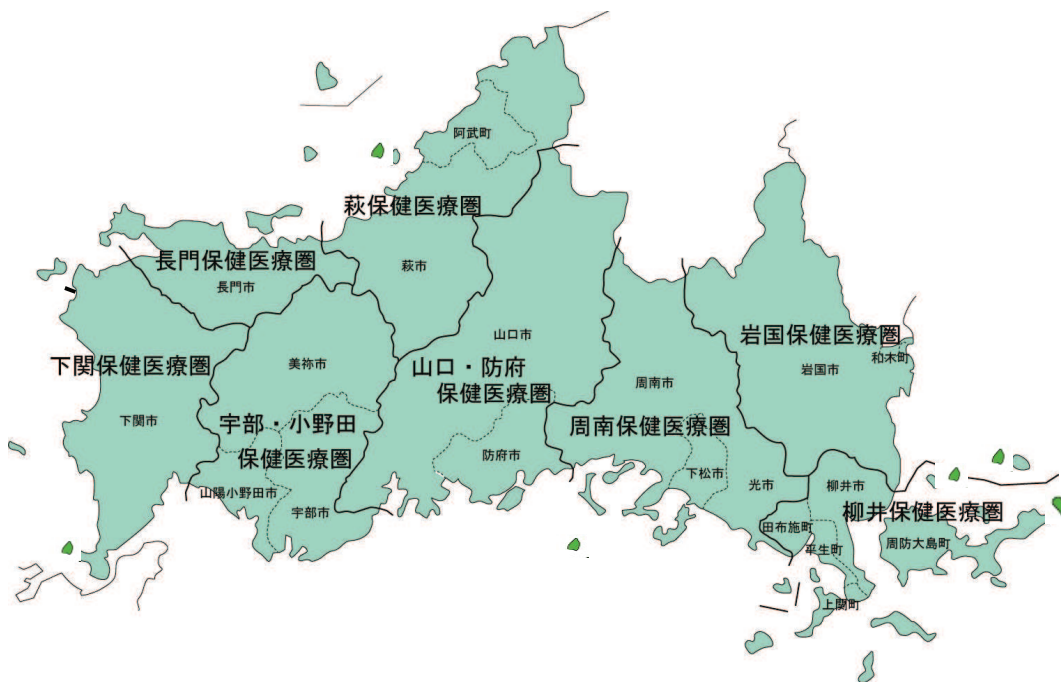 阿武町
萩保健医療圏
萩市
長門保健医療圏
長門市
下関保健医療圏
下関市
美祢市
宇部・小野田
保健医療圏
山陽小野田市
宇部市
山口市
山口・防府
保健医療圏
防府市
周南市
周南保健医療圏
下松市
光市
岩国保健医療圏
和木町
岩国市
柳井市
柳井保健医療圏
田布施町
平生町
周防大島町
上関町